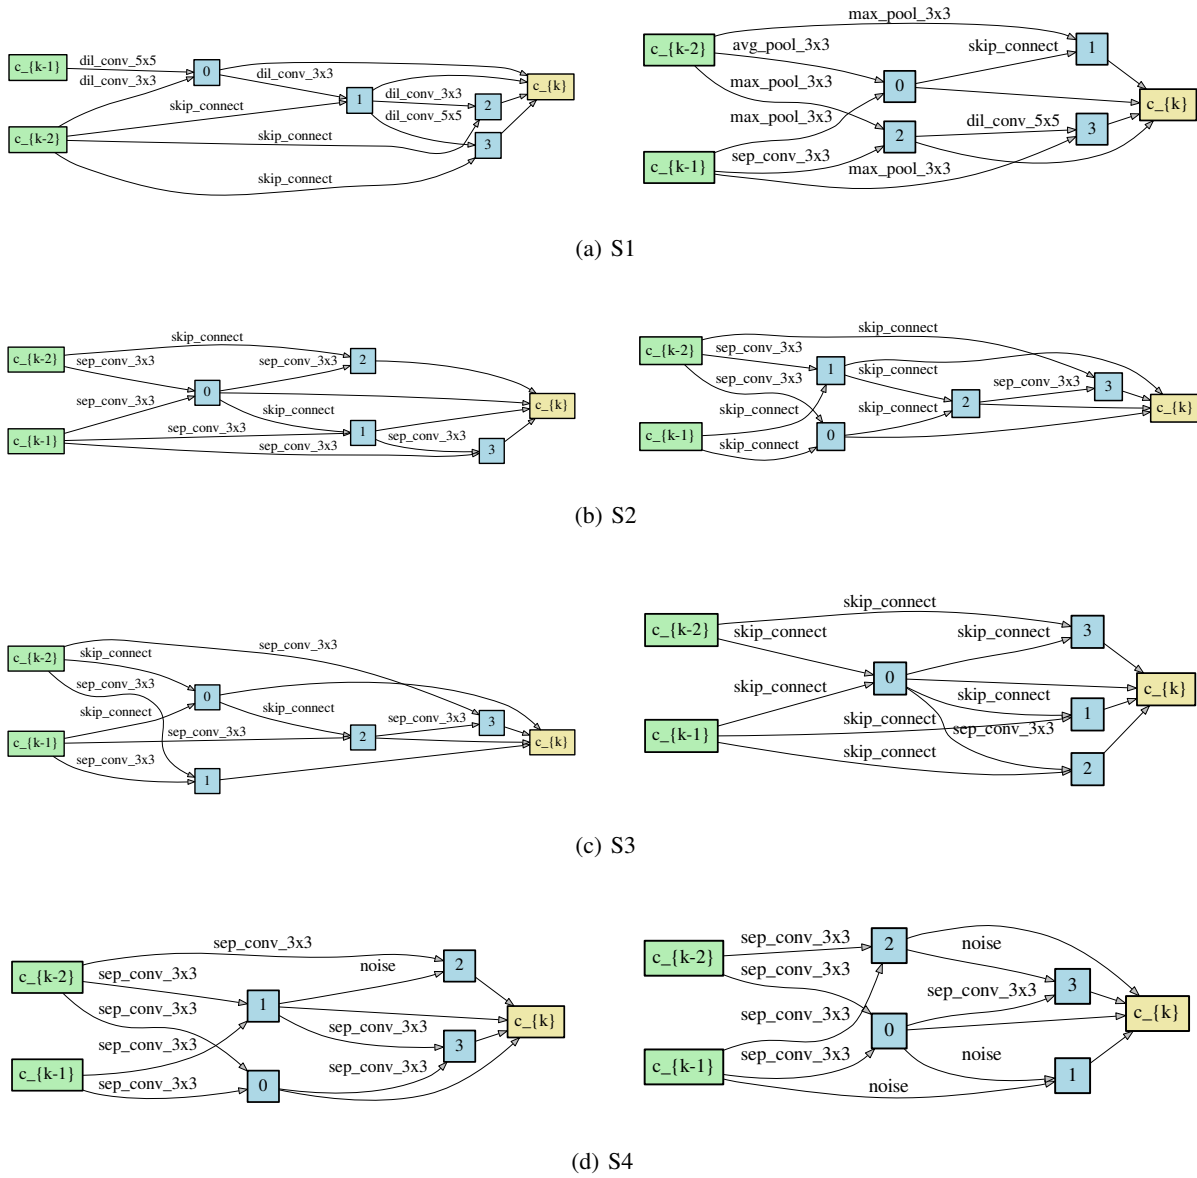 c_{k-1}
dil_conv_5x5
dil_conv_3x3
0
dil_conv_3x3
c_{k-2}
skip_connect
1
dil_conv_3x3
dil_conv_5x5
2
c_{k}
skip_connect
3
skip_connect
max_pool_3x3
c_{k-2}
avg_pool_3x3
skip_connect
1
max_pool_3x3
0
c_{k}
max_pool_3x3
2
dil_conv_5x5
3
c_{k-1}
sep_conv_3x3
max_pool_3x3
(a) S1
skip_connect
c_{k-2}
sep_conv_3x3
sep_conv_3x3
2
0
c_{k}
sep_conv_3x3
skip_connect
c_{k-1}
sep_conv_3x3
1
sep_conv_3x3
sep_conv_3x3
3
skip_connect
c_{k-2}
sep_conv_3x3
1
skip_connect
sep_conv_3x3
sep_conv_3x3
3
skip_connect
skip_connect
2
c_{k}
c_{k-1}
0
skip_connect
(b) S2
sep_conv_3x3
c_{k-2}
skip_connect
sep_conv_3x3
0
skip_connect
sep_conv_3x3
3
c_{k-1}
sep_conv_3x3
skip_connect
2
c_{k}
sep_conv_3x3
1
skip_connect
c_{k-2}
skip_connect
skip_connect
3
0
c_{k}
skip_connect
skip_connect
1
c_{k-1}
skip_connect
sep_conv_3x3
skip_connect
2
(c) S3
sep_conv_3x3
c_{k-2}
sep_conv_3x3
noise
2
sep_conv_3x3
1
c_{k}
sep_conv_3x3
sep_conv_3x3
3
c_{k-1}
sep_conv_3x3
0
sep_conv_3x3
c_{k-2}
sep_conv_3x3
2
noise
sep_conv_3x3
sep_conv_3x3
3
sep_conv_3x3
0
c_{k}
c_{k-1}
sep_conv_3x3
noise
1
noise
(d) S4